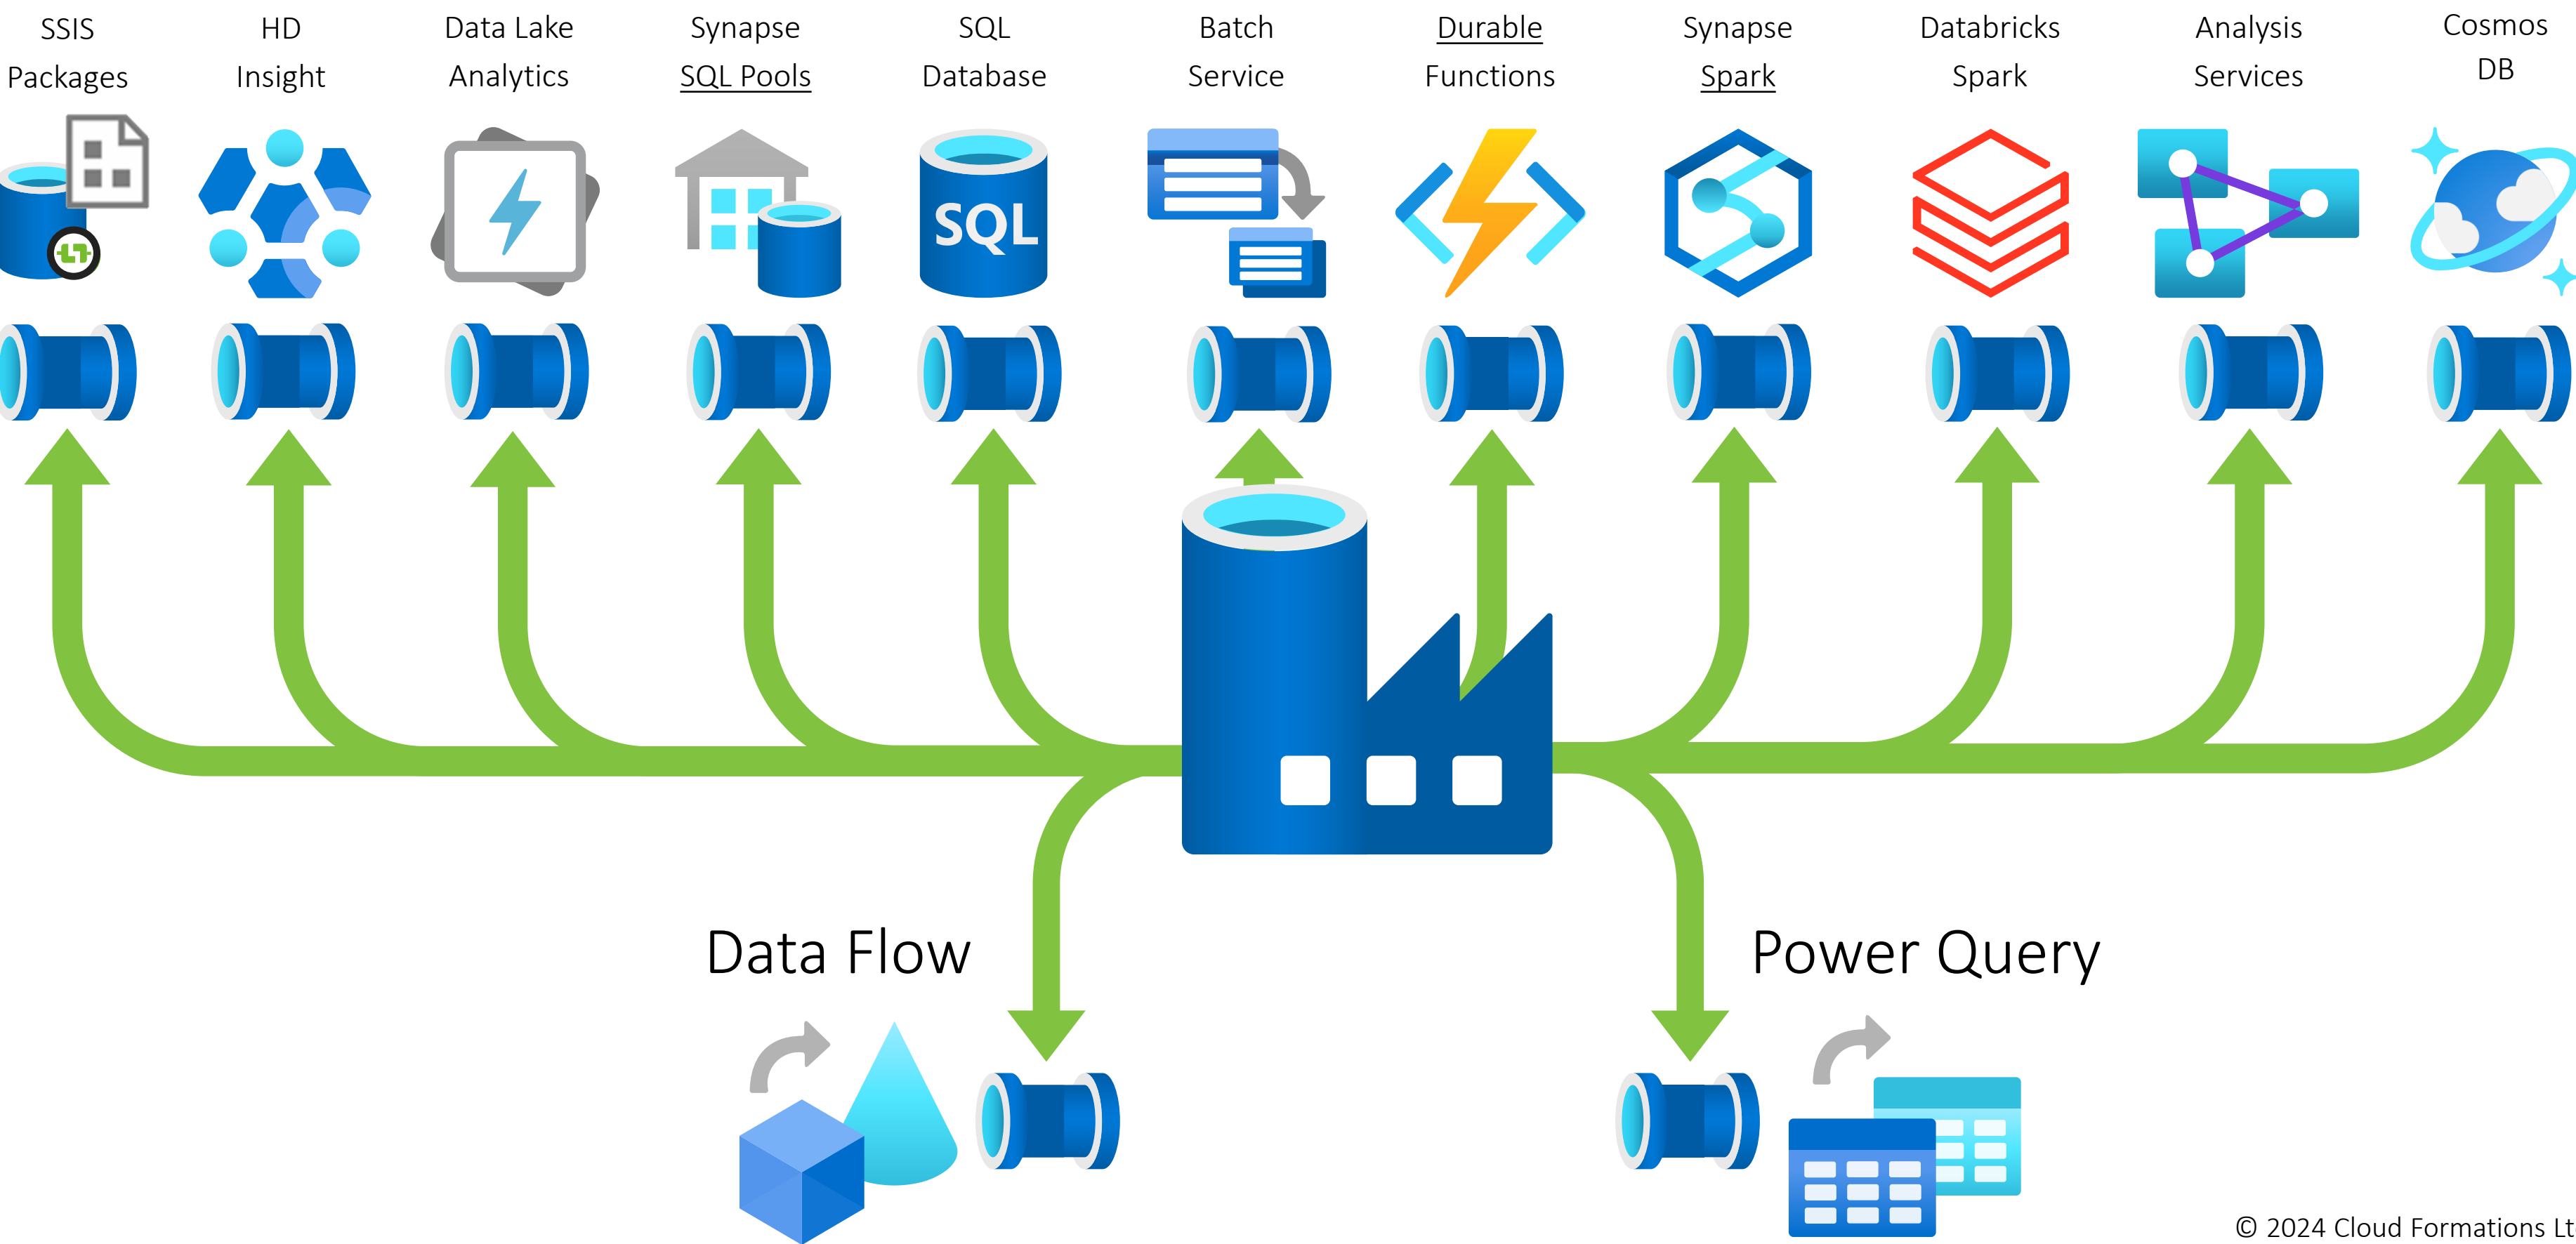 SSIS
Packages
HD
Insight
Data Lake
Analytics
Synapse
SQL Pools
SQL
Database
Batch
Service
Durable
Functions
Synapse
Spark
Databricks
Spark
Analysis
Services
Cosmos
DB
SQL
Data Flow
Power Query
© 2024 Cloud Formations Lt